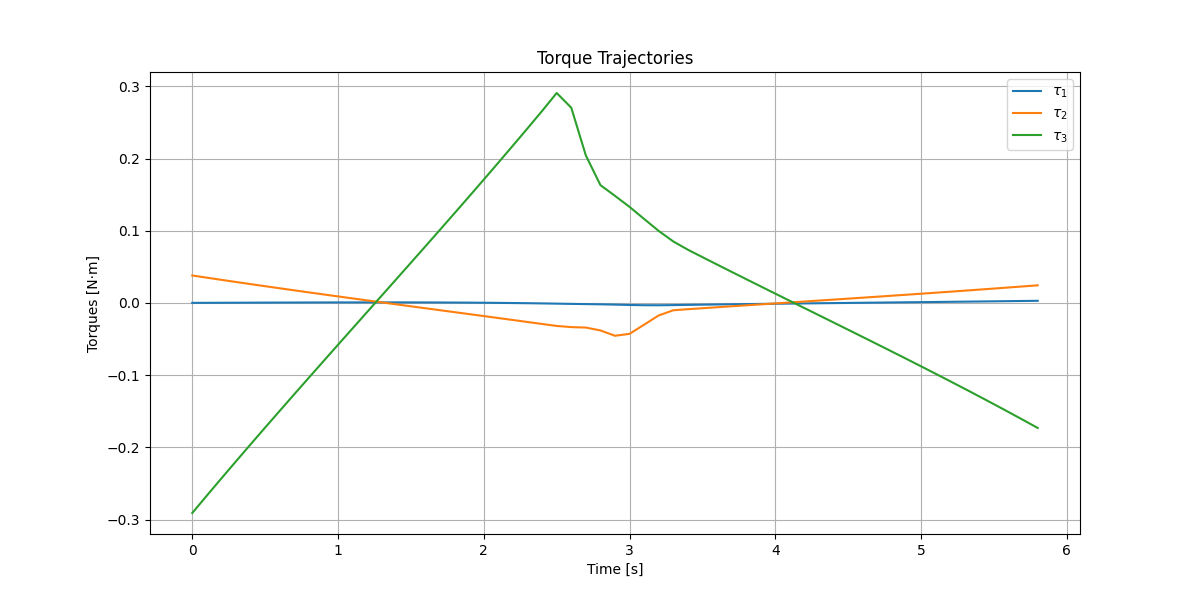 Torque Trajectories
Torques [N·m]
0.3
0.2
0.1
0.0
−0.1
−0.2
−0.3
τ1
τ2
τ3
0 1 2 3 4 5 6
Time [s]